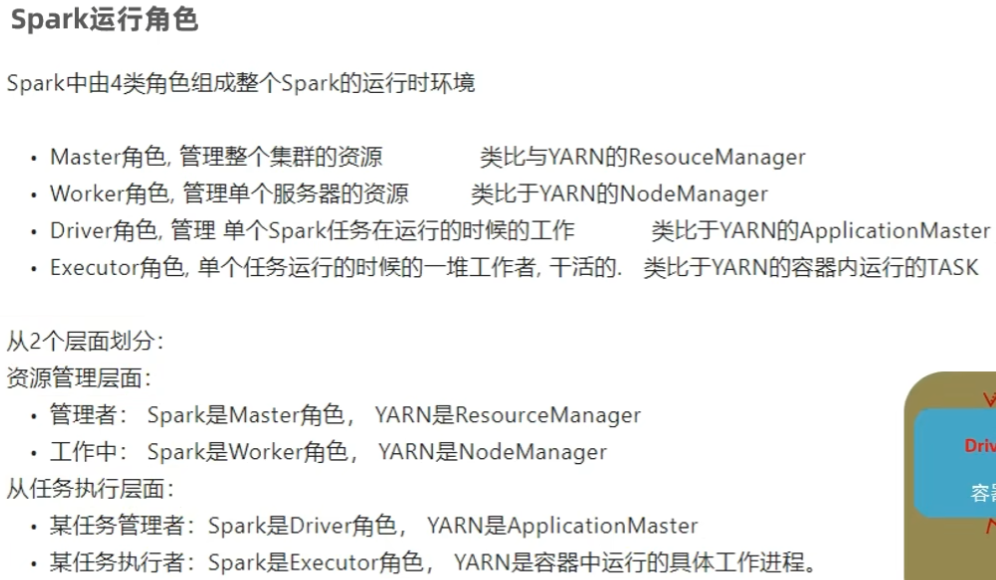 Spark运行角色
Spark中由4类角色组成整个Spark的运行时环境
• Master角色, 管理整个集群的资源 类比与YARN的ResouceManager
• Worker角色, 管理单个服务器的资源 类比于YARN的NodeManager
• Driver角色, 管理 单个Spark任务在运行的时候的工作 类比于YARN的ApplicationMaster
• Executor角色, 单个任务运行的时候的一堆工作者, 干活的. 类比于YARN的容器内运行的TASK
从2个层面划分:
资源管理层面:
• 管理者: Spark是Master角色, YARN是ResourceManager
• 工作中: Spark是Worker角色, YARN是NodeManager
从任务执行层面:
• 某任务管理者: Spark是Driver角色, YARN是ApplicationMaster
• 某任务执行者: Spark是Executor角色, YARN是容器中运行的具体工作进程。
Driv
容